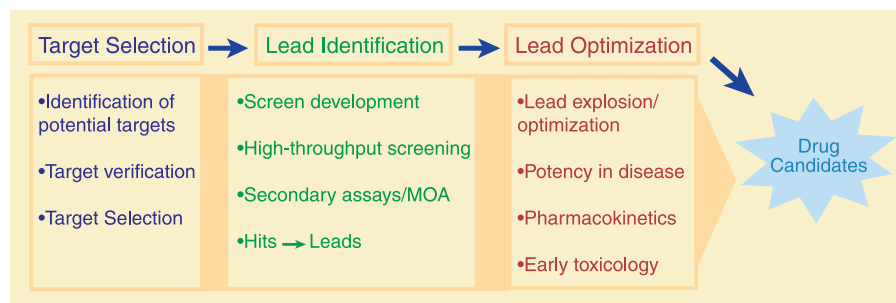 Target Selection
Lead Identification
Lead Optimization
•Identification of
potential targets
•Target verification
•Target Selection
•Screen development
•High-throughput screening
•Secondary assays/MOA
•Hits → Leads
•Lead explosion/
optimization
•Potency in disease
•Pharmacokinetics
•Early toxicology
Drug
Candidates